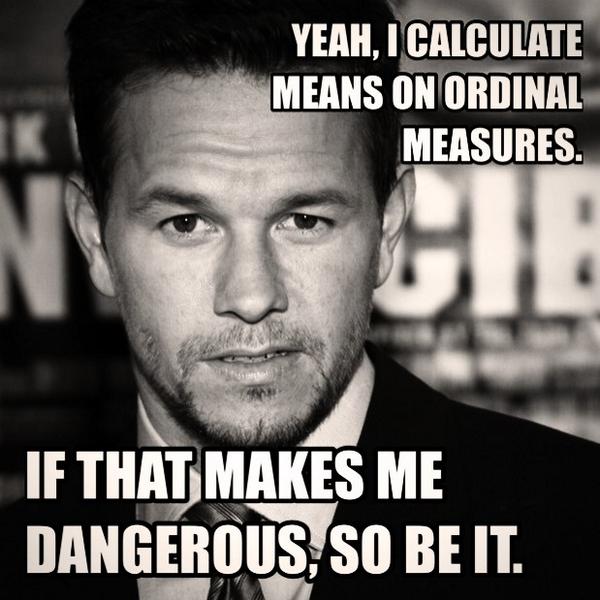 YEAH, I CALCULATE
MEANS ON ORDINAL
MEASURES.
IF THAT MAKES ME
DANGEROUS, SO BE IT.